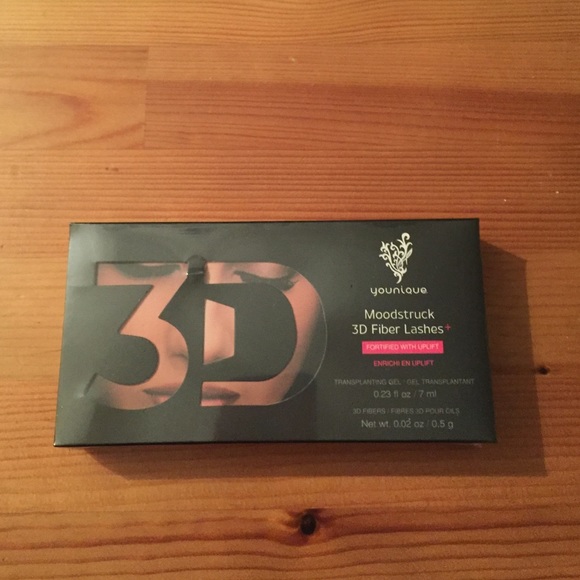 3D
younique
Moodstruck
3D Fiber Lashes+
FORTIFIED WITH UPLIFT
ENRICHI EN UPLIFT
TRANSPLANTING GEL · GEL TRANSPLANTANT
0.23 fl oz / 7 ml
3D FIBERS / FIBRES 3D POUR CILS
Net wt. 0.02 oz / 0.5 g